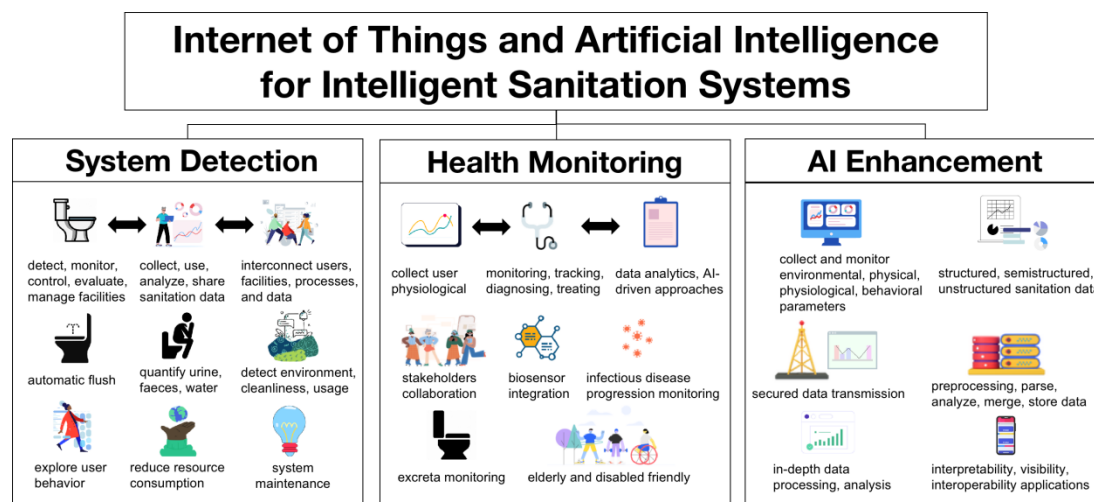 Internet of Things and Artificial Intelligence
for Intelligent Sanitation Systems
System Detection
detect, monitor,
control, evaluate,
manage facilities
collect, use,
analyze, share
sanitation data
interconnect users,
facilities, processes,
and data
automatic flush
quantify urine,
faeces, water
detect environment,
cleanliness, usage
explore user
behavior
reduce resource
consumption
system
maintenance
Health Monitoring
collect user
physiological
monitoring, tracking,
diagnosing, treating
data analytics, AI-
driven approaches
stakeholders
collaboration
biosensor
integration
infectious disease
progression monitoring
excreta monitoring
elderly and disabled friendly
AI Enhancement
collect and monitor
environmental, physical,
physiological, behavioral
parameters
structured, semistructured,
unstructured sanitation data
secured data transmission
preprocessing, parse,
analyze, merge, store data
in-depth data
processing, analysis
interpretability, visibility,
interoperability applications